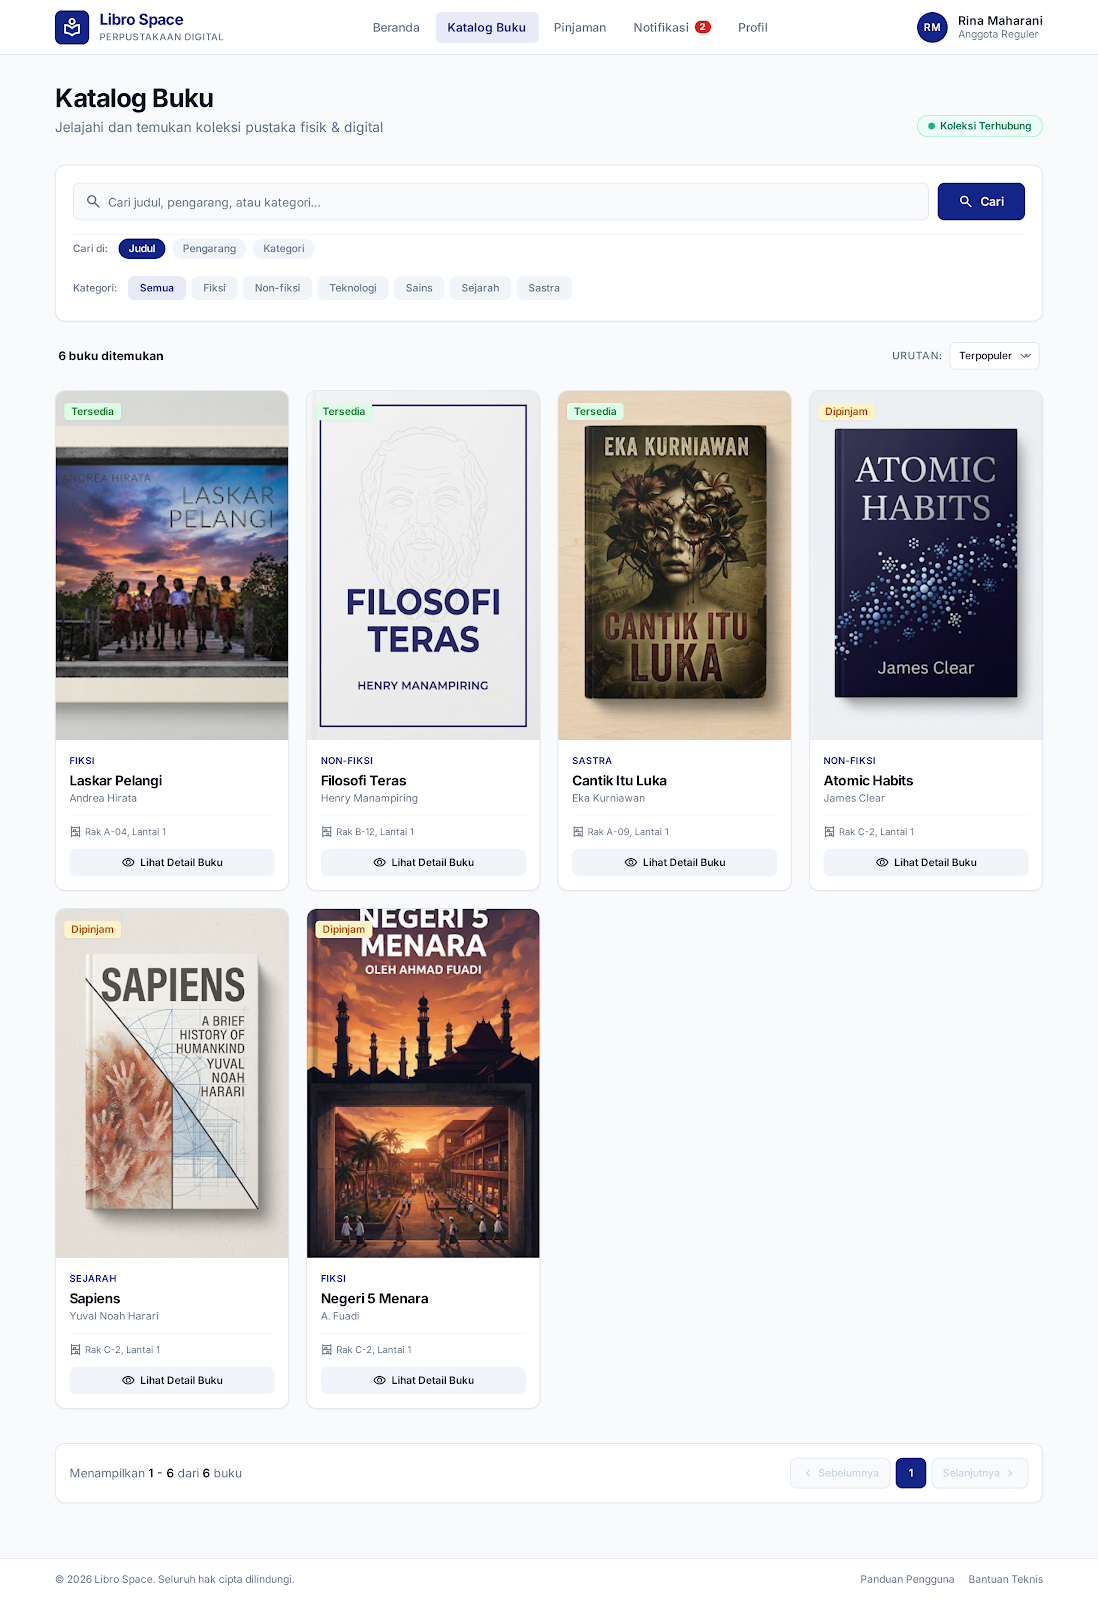 Libro Space
PERPUSTAKAAN DIGITAL
Beranda
Katalog Buku
Pinjaman
Notifikasi 2
Profil
RM
Rina Maharani
Anggota Reguler
Katalog Buku
Jelajahi dan temukan koleksi pustaka fisik & digital
Koleksi Terhubung
Cari judul, pengarang, atau kategori...
Cari
Cari di: Judul Pengarang Kategori
Kategori: Semua Fiksi Non-fiksi Teknologi Sains Sejarah Sastra
6 buku ditemukan
URUTAN: Terpopuler
Tersedia
ANDREA HIRATA
LASKAR
PELANGI
FIKSI
Laskar Pelangi
Andrea Hirata
Rak A-04, Lantai 1
Lihat Detail Buku
Tersedia
FILOSOFI
TERAS
HENRY MANAMPIRING
NON-FIKSI
Filosofi Teras
Henry Manampiring
Rak B-12, Lantai 1
Lihat Detail Buku
Tersedia
EKA KURNIAWAN
CANTIK ITU
LUKA
SASTRA
Cantik Itu Luka
Eka Kurniawan
Rak A-09, Lantai 1
Lihat Detail Buku
Dipinjam
ATOMIC
HABITS
James Clear
NON-FIKSI
Atomic Habits
James Clear
Rak C-2, Lantai 1
Lihat Detail Buku
Dipinjam
SAPIENS
A BRIEF
HISTORY OF
HUMANKIND
YUVAL
NOAH
HARARI
SEJARAH
Sapiens
Yuval Noah Harari
Rak C-2, Lantai 1
Lihat Detail Buku
Dipinjam
NEGERI 5
MENARA
OLEH AHMAD FUADI
FIKSI
Negeri 5 Menara
A. Fuadi
Rak C-2, Lantai 1
Lihat Detail Buku
Menampilkan 1 - 6 dari 6 buku
Sebelumnya
1
Selanjutnya
© 2026 Libro Space. Seluruh hak cipta dilindungi.
Panduan Pengguna
Bantuan Teknis